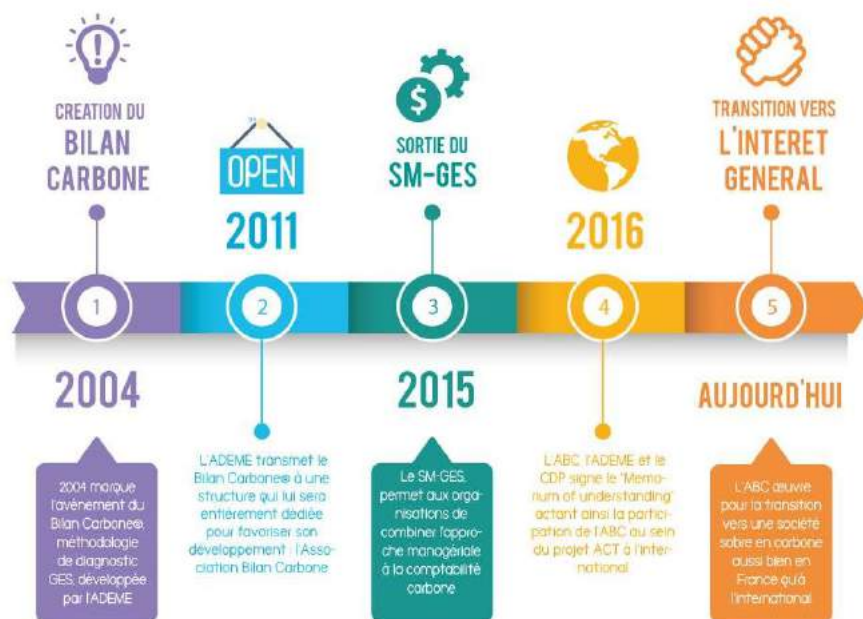 CREATION DU
BILAN
CARBONE
OPEN
2011
SORTIE DU
SM-GES
2016
TRANSITION VERS
L'INTERET
GENERAL
1
2
3
4
5
2004
2015
AUJOURD'HUI
2004 marque
l'avènement du
Bilan Carbone®,
méthodologie
de diagnostic
GES, développée
par l'ADEME
L'ADEME transmet le
Bilan Carbone® à une
structure qui lui sera
entièrement dédiée
pour favoriser son
développement : l'Asso-
ciation Bilan Carbone
Le SM-GES,
permet aux orga-
nisations de
combiner l'appro-
che managériale
à la comptabilité
carbone
L'ABC, l'ADEME et le
CDP signe le "Memo-
rium of understanding"
actant ainsi la partici-
pation de l'ABC au sein
du projet ACT à l'inter-
national
L'ABC œuvre
pour la transition
vers une société
sobre en carbone
aussi bien en
France qu'à
l'international